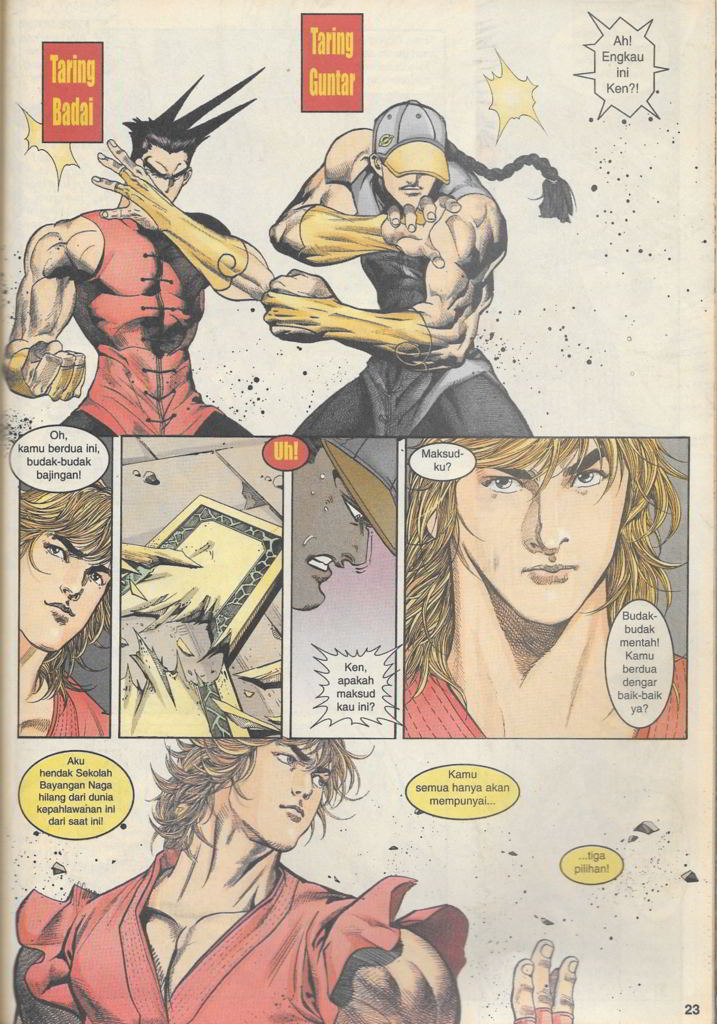 Taring
Badai
Taring
Guntar
Ah!
Engkau
ini
Ken?!
Oh,
kamu berdua ini,
budak-budak
bajingan!
Uh!
Ken,
apakah
maksud
kau ini?
Maksud-
ku?
Budak-
budak
mentah!
Kamu
berdua
dengar
baik-baik
ya?
Aku
hendak Sekolah
Bayangan Naga
hilang dari dunia
kepahlawanan ini
dari saat ini!
Kamu
semua hanya akan
mempunyai...
...tiga
pilihan!
23